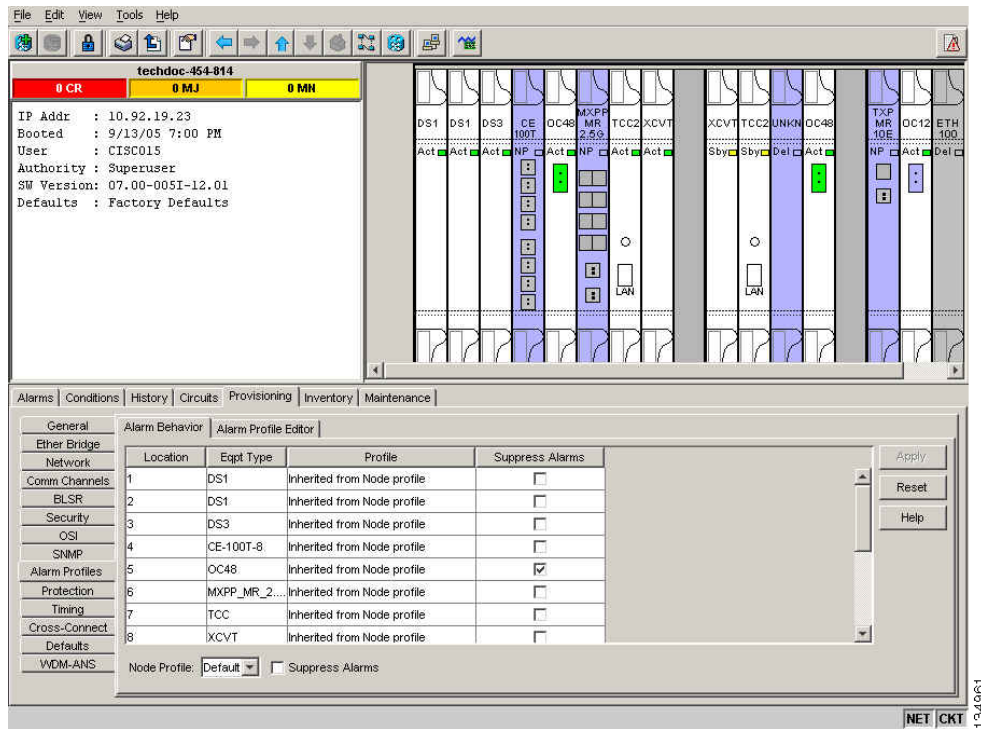 File Edit View Tools Help
techdoc-454-814
0 CR 0 MJ 0 MN
IP Addr : 10.92.19.23
Booted : 9/13/05 7:00 PM
User : CISCO15
Authority : Superuser
SW Version: 07.00-005I-12.01
Defaults : Factory Defaults
DS1 DS1 DS3 CE 100T OC48 MXPP MR 2.5G TCC2 XCVT XCVT TCC2 UNKN OC48 TXP MR 10E OC12 ETH 100
Act Act Act NP Act NP Act Act Sby Sby Del Act NP Act Del
LAN LAN
Alarms Conditions History Circuits Provisioning Inventory Maintenance
General
Ether Bridge
Network
Comm Channels
BLSR
Security
OSI
SNMP
Alarm Profiles
Protection
Timing
Cross-Connect
Defaults
WDM-ANS
Alarm Behavior Alarm Profile Editor
Location Eqpt Type Profile Suppress Alarms
1 DS1 Inherited from Node profile
2 DS1 Inherited from Node profile
3 DS3 Inherited from Node profile
4 CE-100T-8 Inherited from Node profile
5 OC48 Inherited from Node profile
6 MXPP_MR_2.... Inherited from Node profile
7 TCC Inherited from Node profile
8 XCVT Inherited from Node profile
Node Profile: Default Suppress Alarms
Apply
Reset
Help
NET CKT
134961